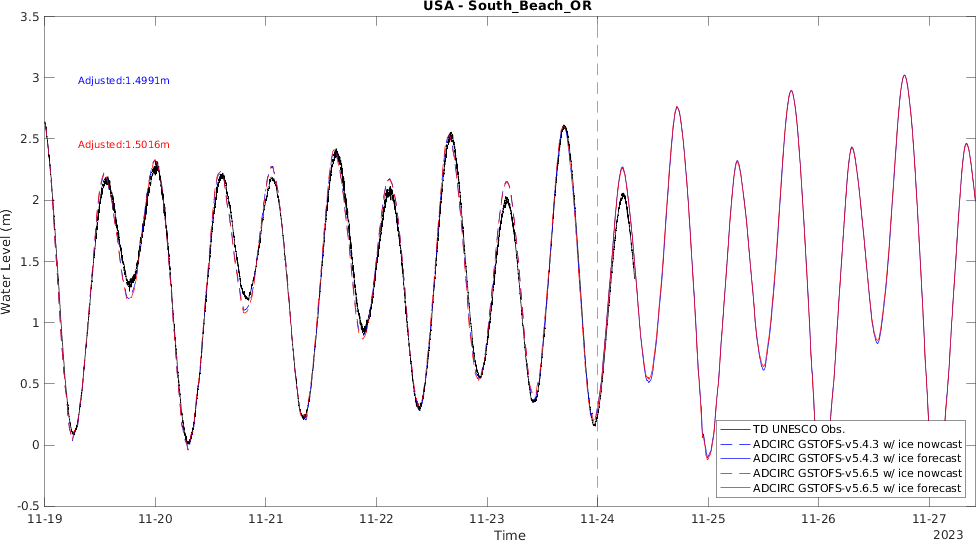 USA - South_Beach_OR
3.5
3
2.5
2
1.5
1
0.5
0
-0.5
Water Level (m)
Adjusted:1.4991m
Adjusted:1.5016m
TD UNESCO Obs.
ADCIRC GSTOFS-v5.4.3 w/ ice nowcast
ADCIRC GSTOFS-v5.4.3 w/ ice forecast
ADCIRC GSTOFS-v5.6.5 w/ ice nowcast
ADCIRC GSTOFS-v5.6.5 w/ ice forecast
11-19 11-20 11-21 11-22 11-23 11-24 11-25 11-26 11-27
Time
2023